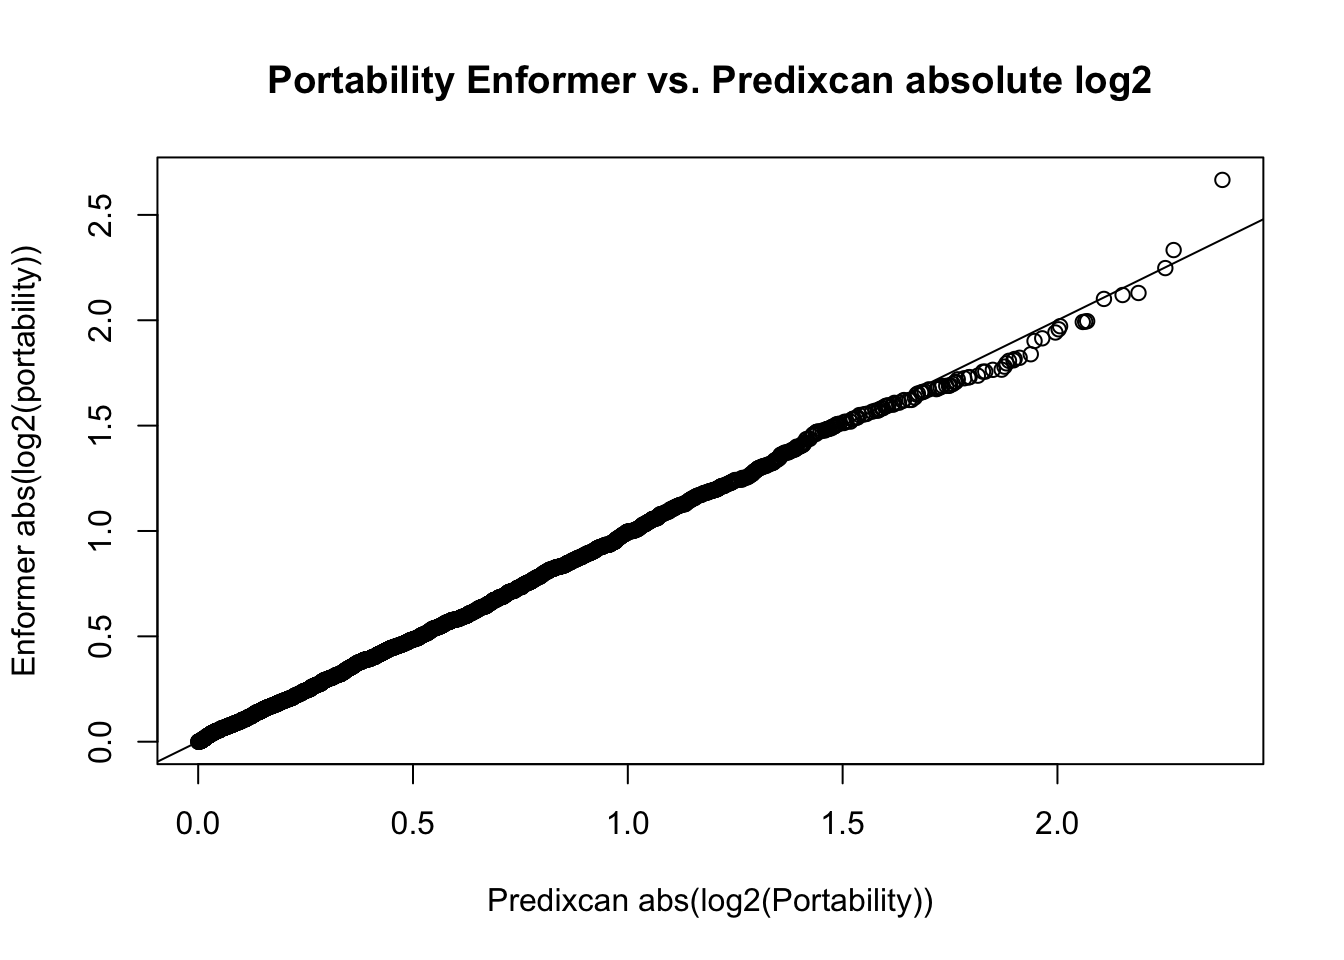 Portability Enformer vs. Predixcan absolute log2
Enformer abs(log2(portability))
2.5
2.0
1.5
1.0
0.5
0.0
0.0 0.5 1.0 1.5 2.0
Predixcan abs(log2(Portability))